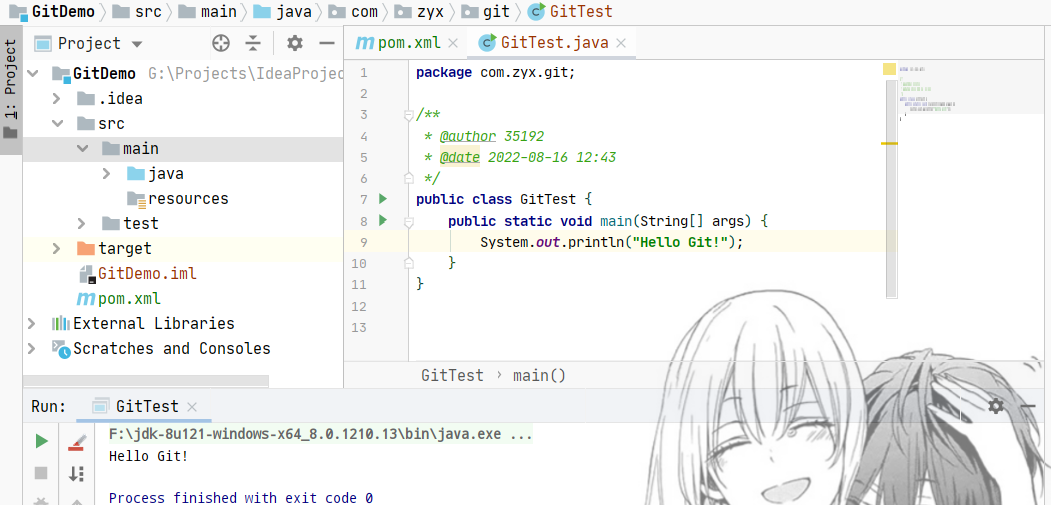 GitDemo src main java com zyx git GitTest
1: Project
Project
pom.xml GitTest.java
GitDemo G:\Projects\IdeaProjec
.idea
src
main
java
resources
test
target
GitDemo.iml
pom.xml
External Libraries
Scratches and Consoles
1 package com.zyx.git;
2
3 /**
4 * @author 35192
5 * @date 2022-08-16 12:43
6 */
7 public class GitTest {
8 public static void main(String[] args) {
9 System.out.println("Hello Git!");
10 }
11 }
12
13
GitTest › main()
Run: GitTest
F:\jdk-8u121-windows-x64_8.0.1210.13\bin\java.exe ...
Hello Git!
Process finished with exit code 0